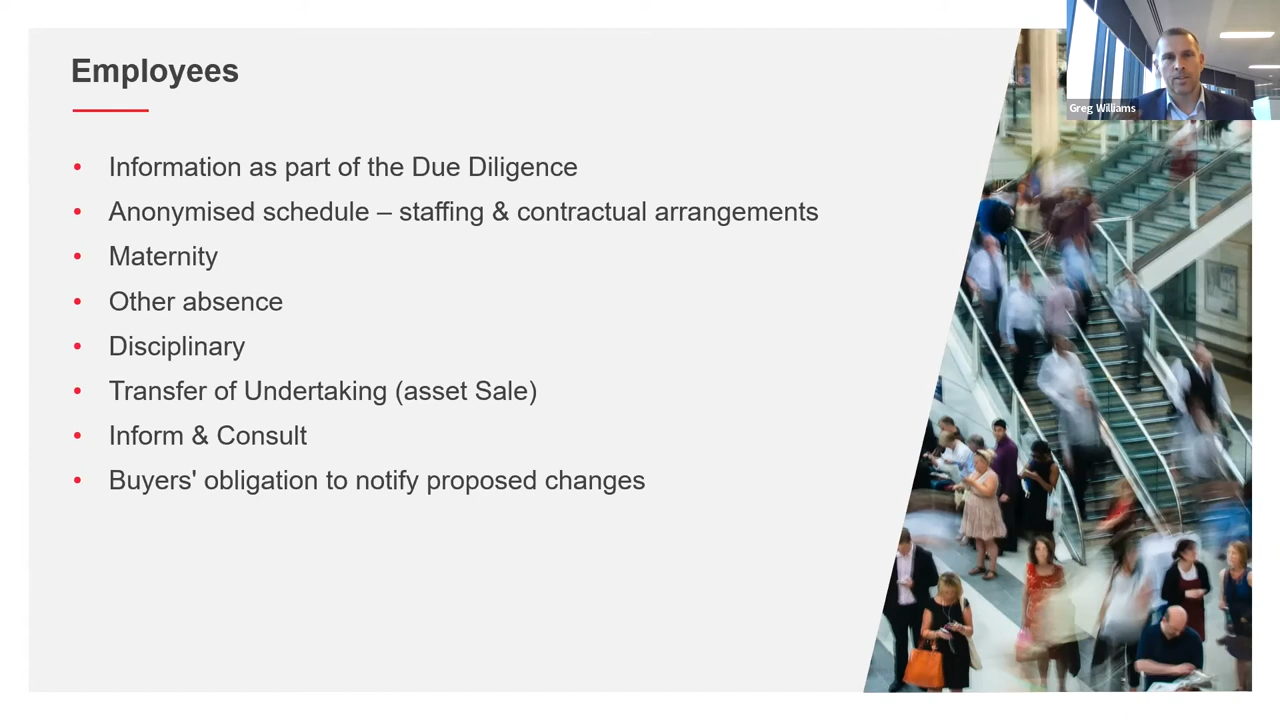 Employees
Greg Williams
• Information as part of the Due Diligence
• Anonymised schedule – staffing & contractual arrangements
• Maternity
• Other absence
• Disciplinary
• Transfer of Undertaking (asset Sale)
• Inform & Consult
• Buyers' obligation to notify proposed changes